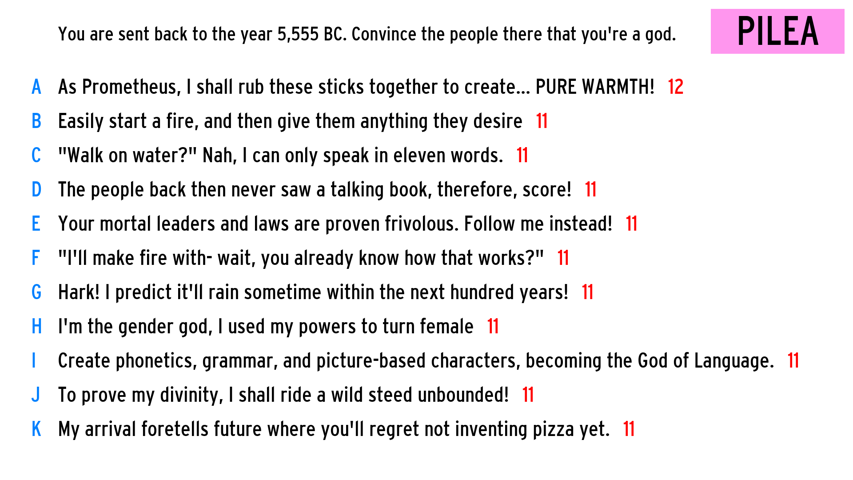 You are sent back to the year 5,555 BC. Convince the people there that you're a god.
PILEA
A As Prometheus, I shall rub these sticks together to create... PURE WARMTH! 12
B Easily start a fire, and then give them anything they desire 11
C "Walk on water?" Nah, I can only speak in eleven words. 11
D The people back then never saw a talking book, therefore, score! 11
E Your mortal leaders and laws are proven frivolous. Follow me instead! 11
F "I'll make fire with- wait, you already know how that works?" 11
G Hark! I predict it'll rain sometime within the next hundred years! 11
H I'm the gender god, I used my powers to turn female 11
I Create phonetics, grammar, and picture-based characters, becoming the God of Language. 11
J To prove my divinity, I shall ride a wild steed unbounded! 11
K My arrival foretells future where you'll regret not inventing pizza yet. 11